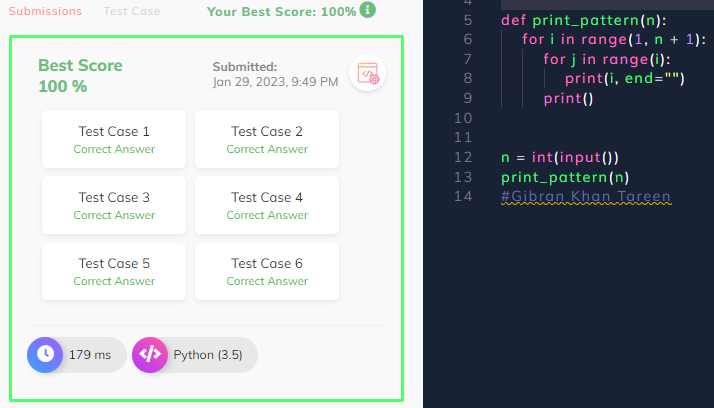 Submissions Test Case Your Best Score: 100%
Best Score
100 %
Submitted:
Jan 29, 2023, 9:49 PM
Test Case 1
Correct Answer
Test Case 2
Correct Answer
Test Case 3
Correct Answer
Test Case 4
Correct Answer
Test Case 5
Correct Answer
Test Case 6
Correct Answer
179 ms
Python (3.5)
4
5 def print_pattern(n):
6 for i in range(1, n + 1):
7 for j in range(i):
8 print(i, end="")
9 print()
10
11
12 n = int(input())
13 print_pattern(n)
14 #Gibran Khan Tareen